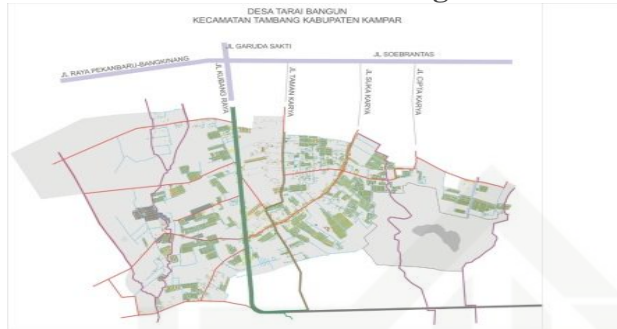 DESA TARAI BANGUN
KECAMATAN TAMBANG KABUPATEN KAMPAR
JL GARUDA SAKTI
JL SOEBRANTAS
JL RAYA PEKANBARU-BANGKINANG
JL KUBANG RAYA
JL TAMAN KARYA
JL SUKA KARYA
JL CIPTA KARYA